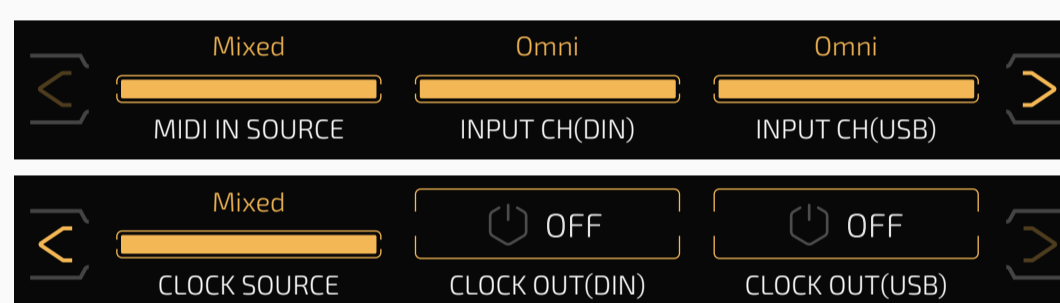 Mixed Omni Omni
MIDI IN SOURCE INPUT CH(DIN) INPUT CH(USB)
Mixed OFF OFF
CLOCK SOURCE CLOCK OUT(DIN) CLOCK OUT(USB)